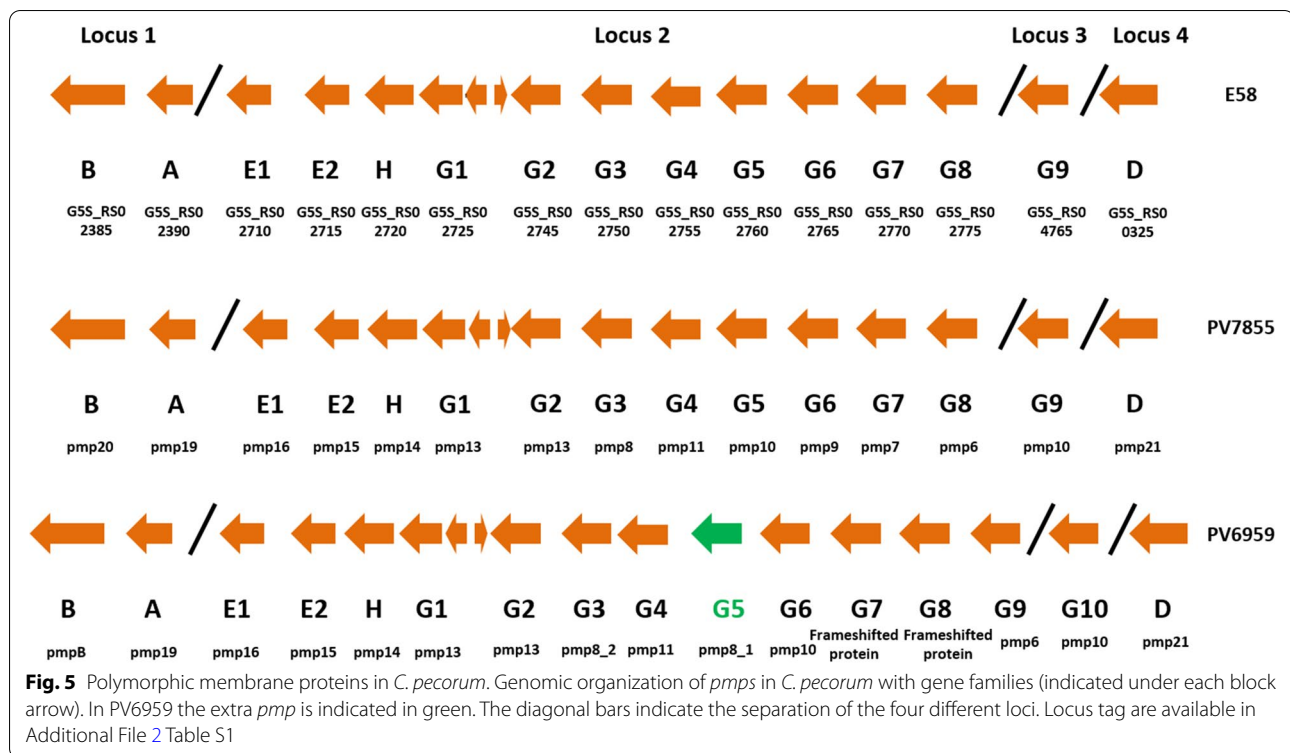 Locus 1 Locus 2 Locus 3 Locus 4
E58
B A E1 E2 H G1 G2 G3 G4 G5 G6 G7 G8 G9 D
G5S_RS0 G5S_RS0 G5S_RS0 G5S_RS0 G5S_RS0 G5S_RS0 G5S_RS0 G5S_RS0 G5S_RS0 G5S_RS0 G5S_RS0 G5S_RS0 G5S_RS0 G5S_RS0 G5S_RS0
2385 2390 2710 2715 2720 2725 2745 2750 2755 2760 2765 2770 2775 4765 0325
PV7855
B A E1 E2 H G1 G2 G3 G4 G5 G6 G7 G8 G9 D
pmp20 pmp19 pmp16 pmp15 pmp14 pmp13 pmp13 pmp8 pmp11 pmp10 pmp9 pmp7 pmp6 pmp10 pmp21
PV6959
B A E1 E2 H G1 G2 G3 G4 G5 G6 G7 G8 G9 G10 D
pmpB pmp19 pmp16 pmp15 pmp14 pmp13 pmp13 pmp8_2 pmp11 pmp8_1 pmp10 Frameshifted protein Frameshifted protein pmp6 pmp10 pmp21
Fig. 5 Polymorphic membrane proteins in C. pecorum. Genomic organization of pmps in C. pecorum with gene families (indicated under each block
arrow). In PV6959 the extra pmp is indicated in green. The diagonal bars indicate the separation of the four different loci. Locus tag are available in
Additional File 2 Table S1